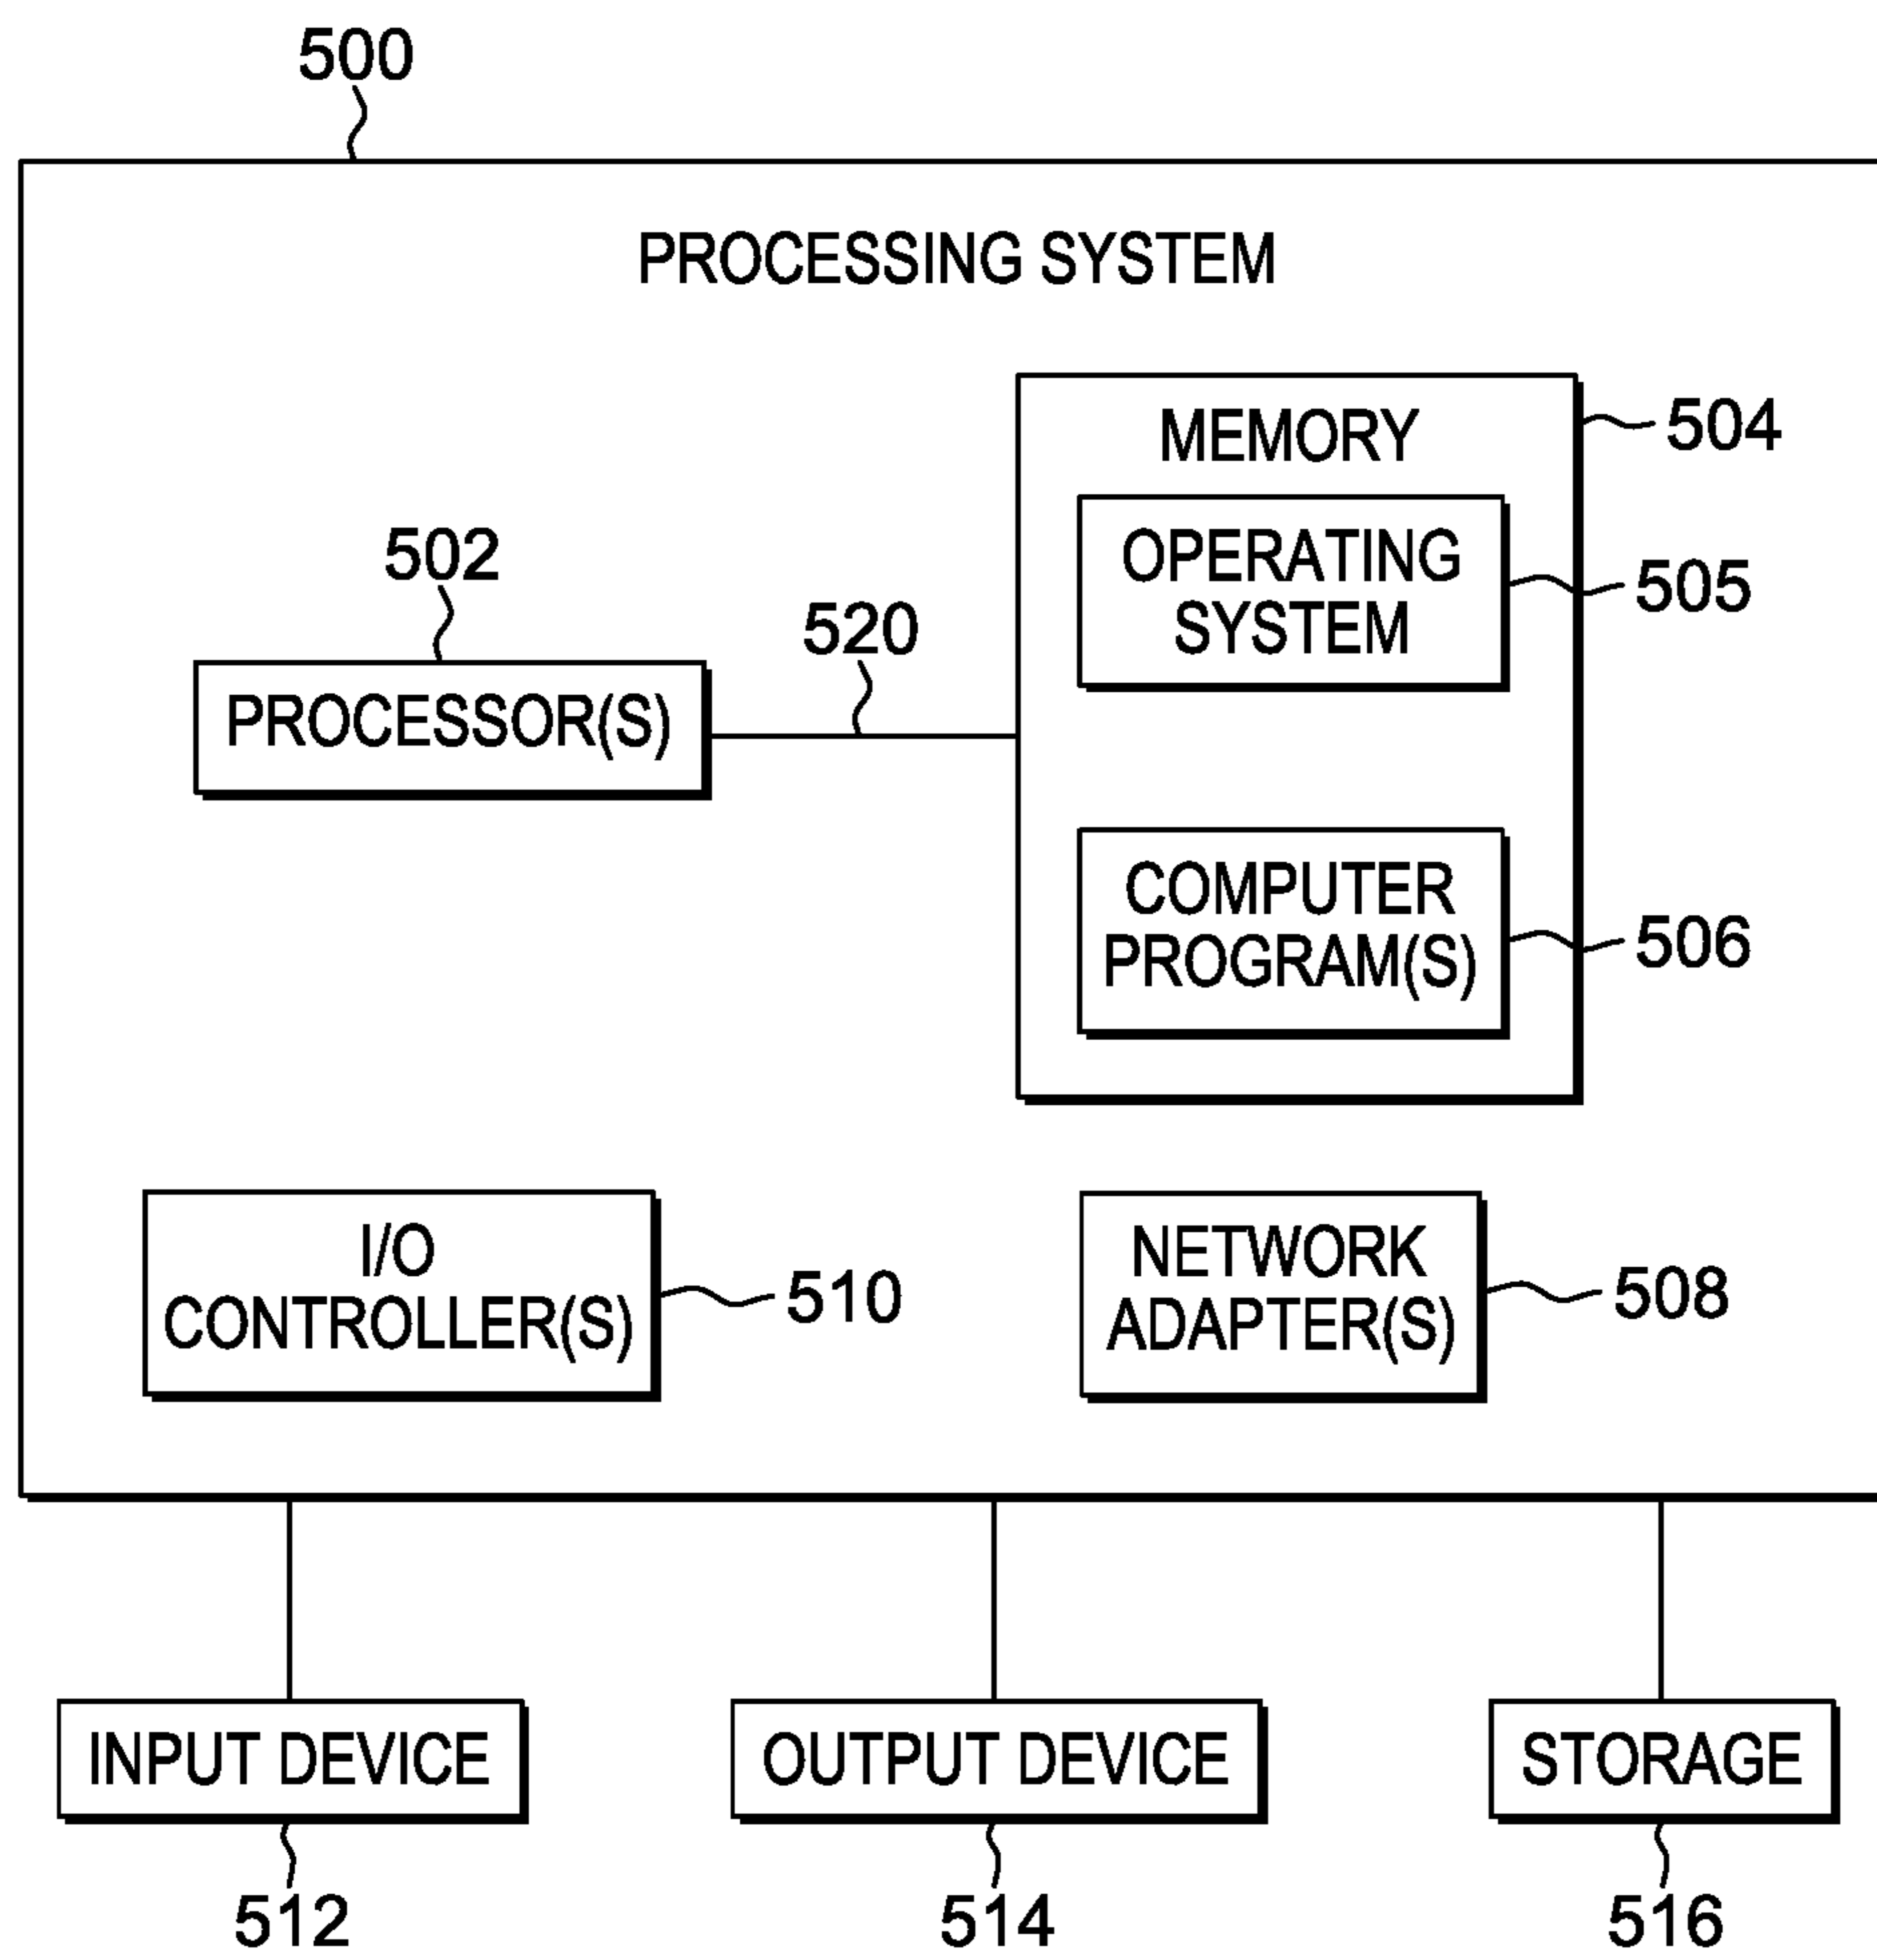 500
PROCESSING SYSTEM
MEMORY
504
OPERATING
SYSTEM
505
502
520
PROCESSOR(S)
COMPUTER
PROGRAM(S)
506
I/O
CONTROLLER(S)
510
NETWORK
ADAPTER(S)
508
INPUT DEVICE
OUTPUT DEVICE
STORAGE
512
514
516